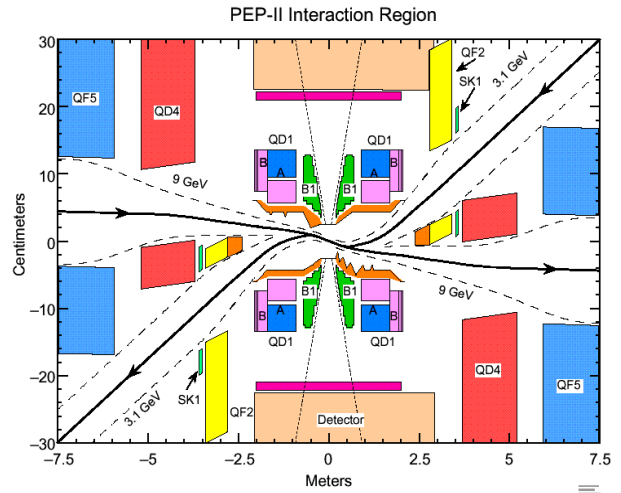 PEP-II Interaction Region
30
20
10
0
−10
−20
−30
Centimeters
QF5
QD4
QF2
SK1
3.1 GeV
QD1
QD1
B
A
B1
B1
A
B
9 GeV
B
A
B1
B1
A
B
QD1
QD1
9 GeV
SK1
3.1 GeV
QF2
Detector
QD4
QF5
−7.5
−5
−2.5
0
2.5
5
7.5
Meters